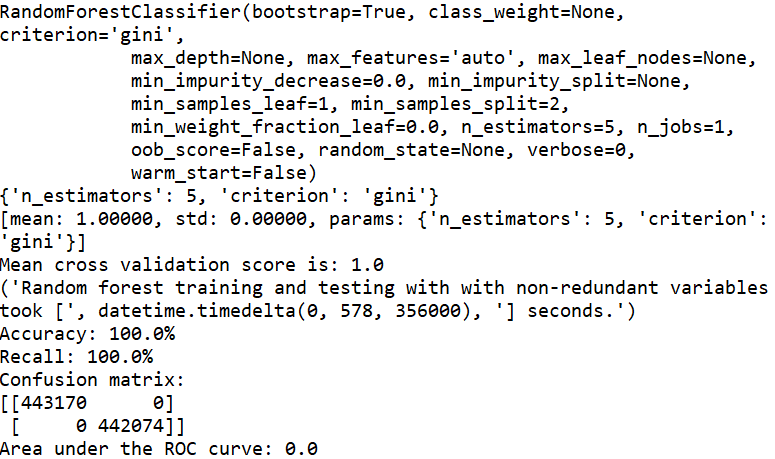 RandomForestClassifier(bootstrap=True, class_weight=None,
criterion='gini',
            max_depth=None, max_features='auto', max_leaf_nodes=None,
            min_impurity_decrease=0.0, min_impurity_split=None,
            min_samples_leaf=1, min_samples_split=2,
            min_weight_fraction_leaf=0.0, n_estimators=5, n_jobs=1,
            oob_score=False, random_state=None, verbose=0,
            warm_start=False)
{'n_estimators': 5, 'criterion': 'gini'}
[mean: 1.00000, std: 0.00000, params: {'n_estimators': 5, 'criterion':
'gini'}]
Mean cross validation score is: 1.0
('Random forest training and testing with with non-redundant variables
took [', datetime.timedelta(0, 578, 356000), '] seconds.')
Accuracy: 100.0%
Recall: 100.0%
Confusion matrix:
[[443170      0]
 [     0 442074]]
Area under the ROC curve: 0.0